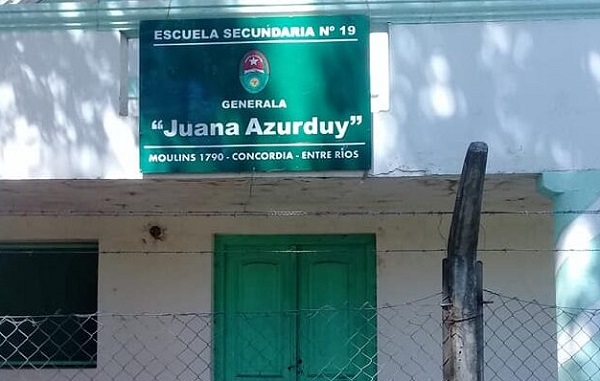 ESCUELA SECUNDARIA Nº 19
GENERALA
“Juana Azurduy”
MOULINS 1790 - CONCORDIA - ENTRE RÍOS